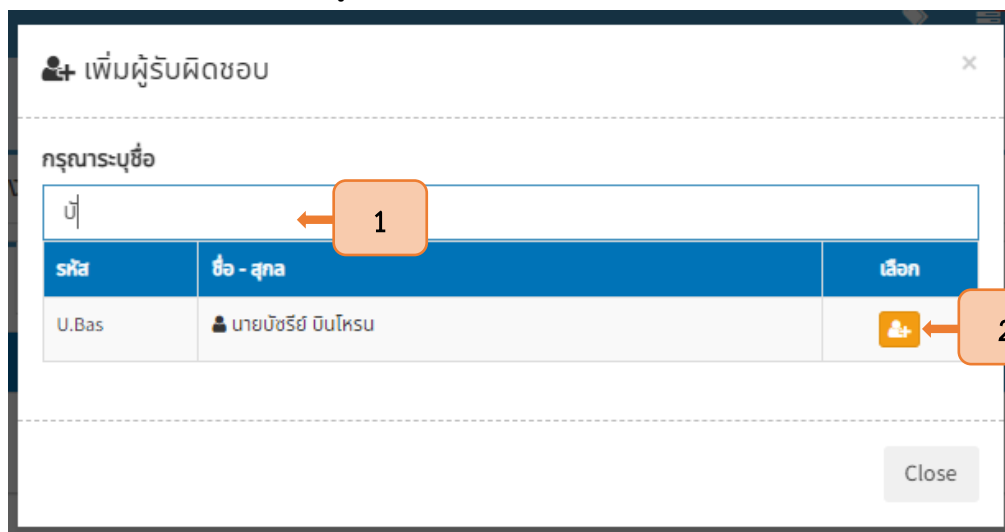 เพิ่มผู้รับผิดชอบ ×
กรุณาระบุชื่อ
บั
1
รหัส ชื่อ - สุกล เลือก
U.Bas นายบัซรีย์ บินโหรน
2
Close